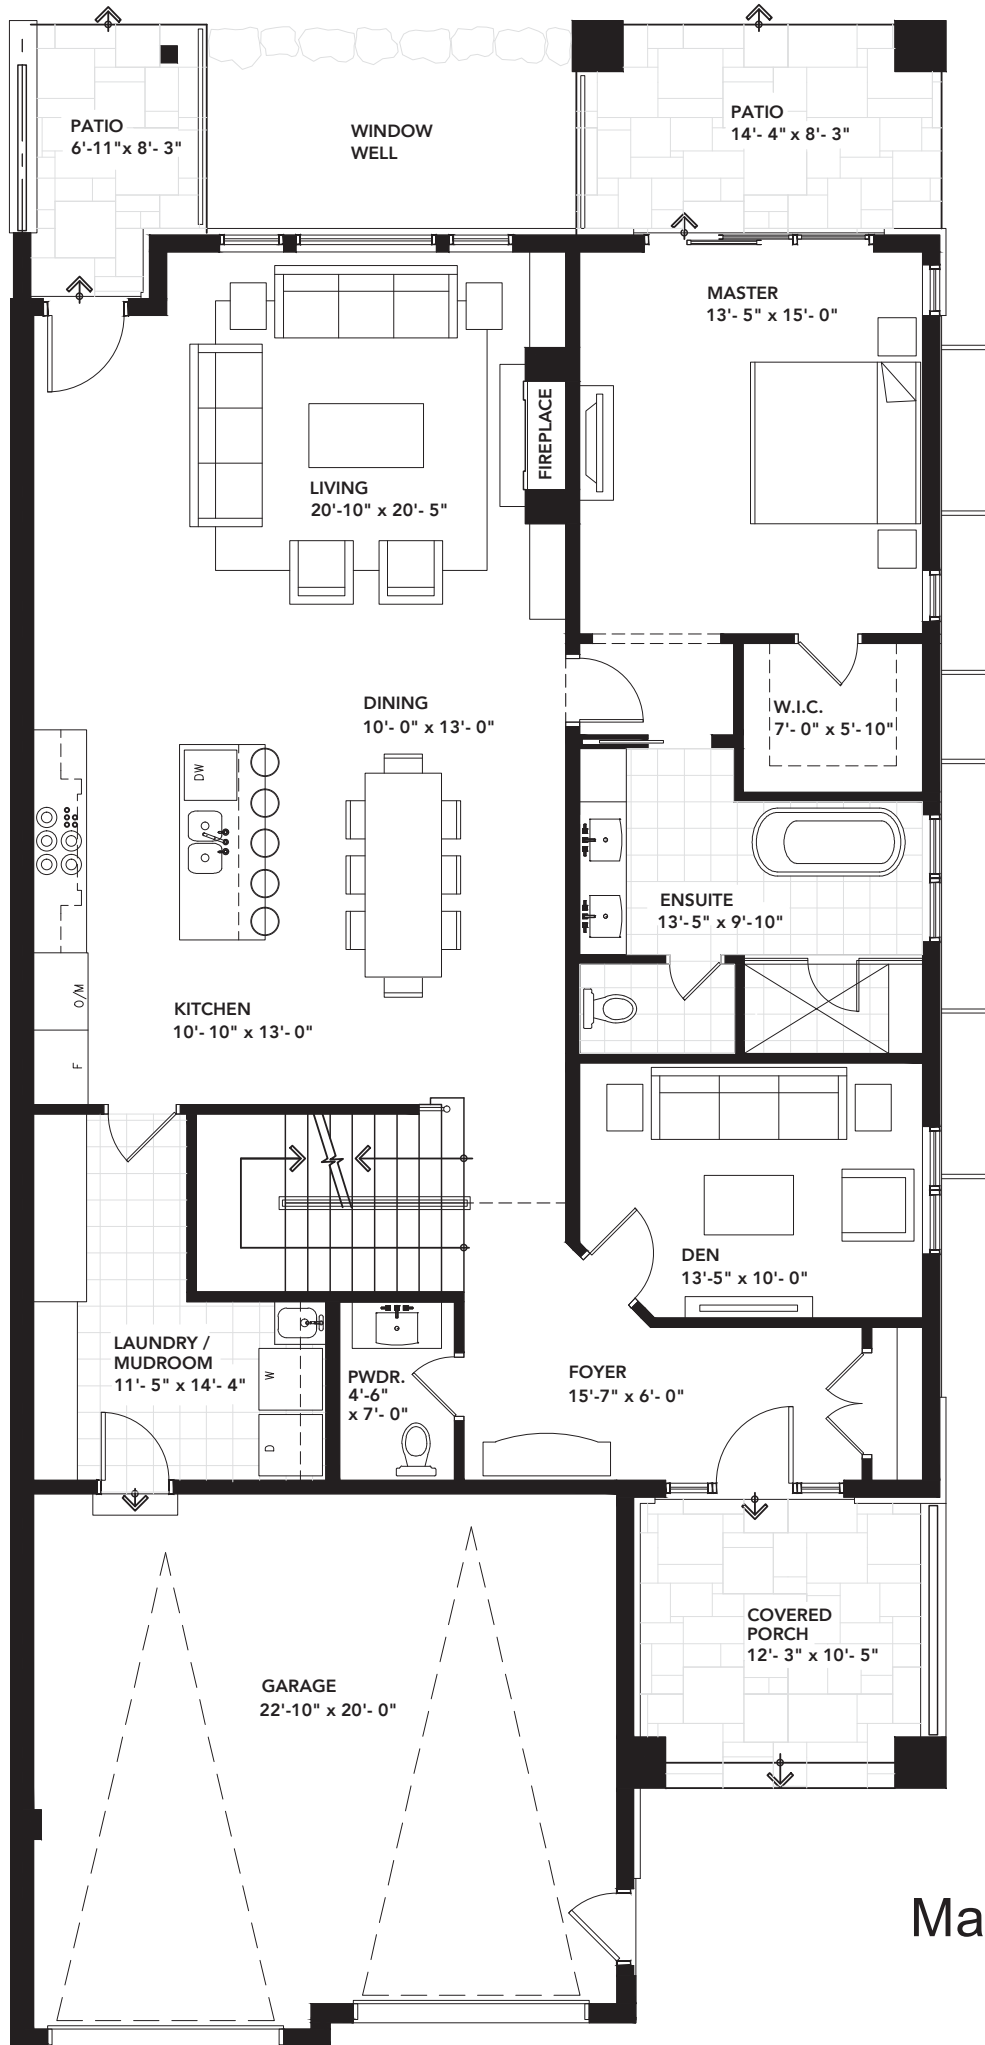 PATIO
6'-11"x 8'- 3"
WINDOW
WELL
PATIO
14'- 4" x 8'- 3"
MASTER
13'- 5" x 15'- 0"
FIREPLACE
LIVING
20'-10" x 20'- 5"
DINING
10'- 0" x 13'- 0"
W.I.C.
7'- 0" x 5'- 10"
DW
ENSUITE
13'- 5" x 9'- 10"
O/M
KITCHEN
10'- 10" x 13'- 0"
F
DEN
13'-5" x 10'- 0"
LAUNDRY /
MUDROOM
11'- 5" x 14'- 4"
W
D
PWDR.
4'-6"
x 7'- 0"
FOYER
15'-7" x 6'- 0"
COVERED
PORCH
12'- 3" x 10'- 5"
GARAGE
22'-10" x 20'- 0"
Ma